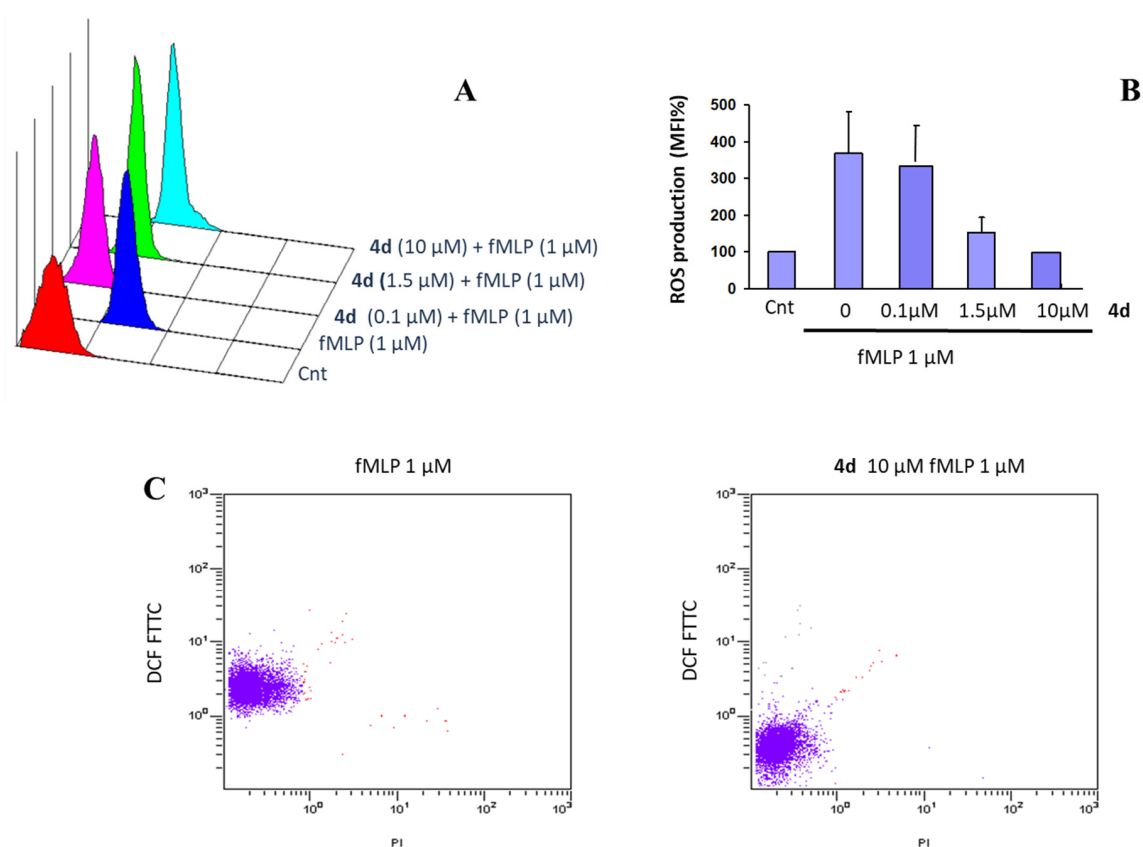 A
4d (10 μM) + fMLP (1 μM)
4d (1.5 μM) + fMLP (1 μM)
4d (0.1 μM) + fMLP (1 μM)
fMLP (1 μM)
Cnt
B
ROS production (MFI%)
500
400
300
200
100
0
Cnt 0 0.1μM 1.5μM 10μM 4d
fMLP 1 μM
C
fMLP 1 μM
DCF FTTC
10³
10²
10¹
10⁰
10⁰ 10¹ 10² 10³
PI
4d 10 μM fMLP 1 μM
DCF FTTC
10³
10²
10¹
10⁰
10⁰ 10¹ 10² 10³
PI